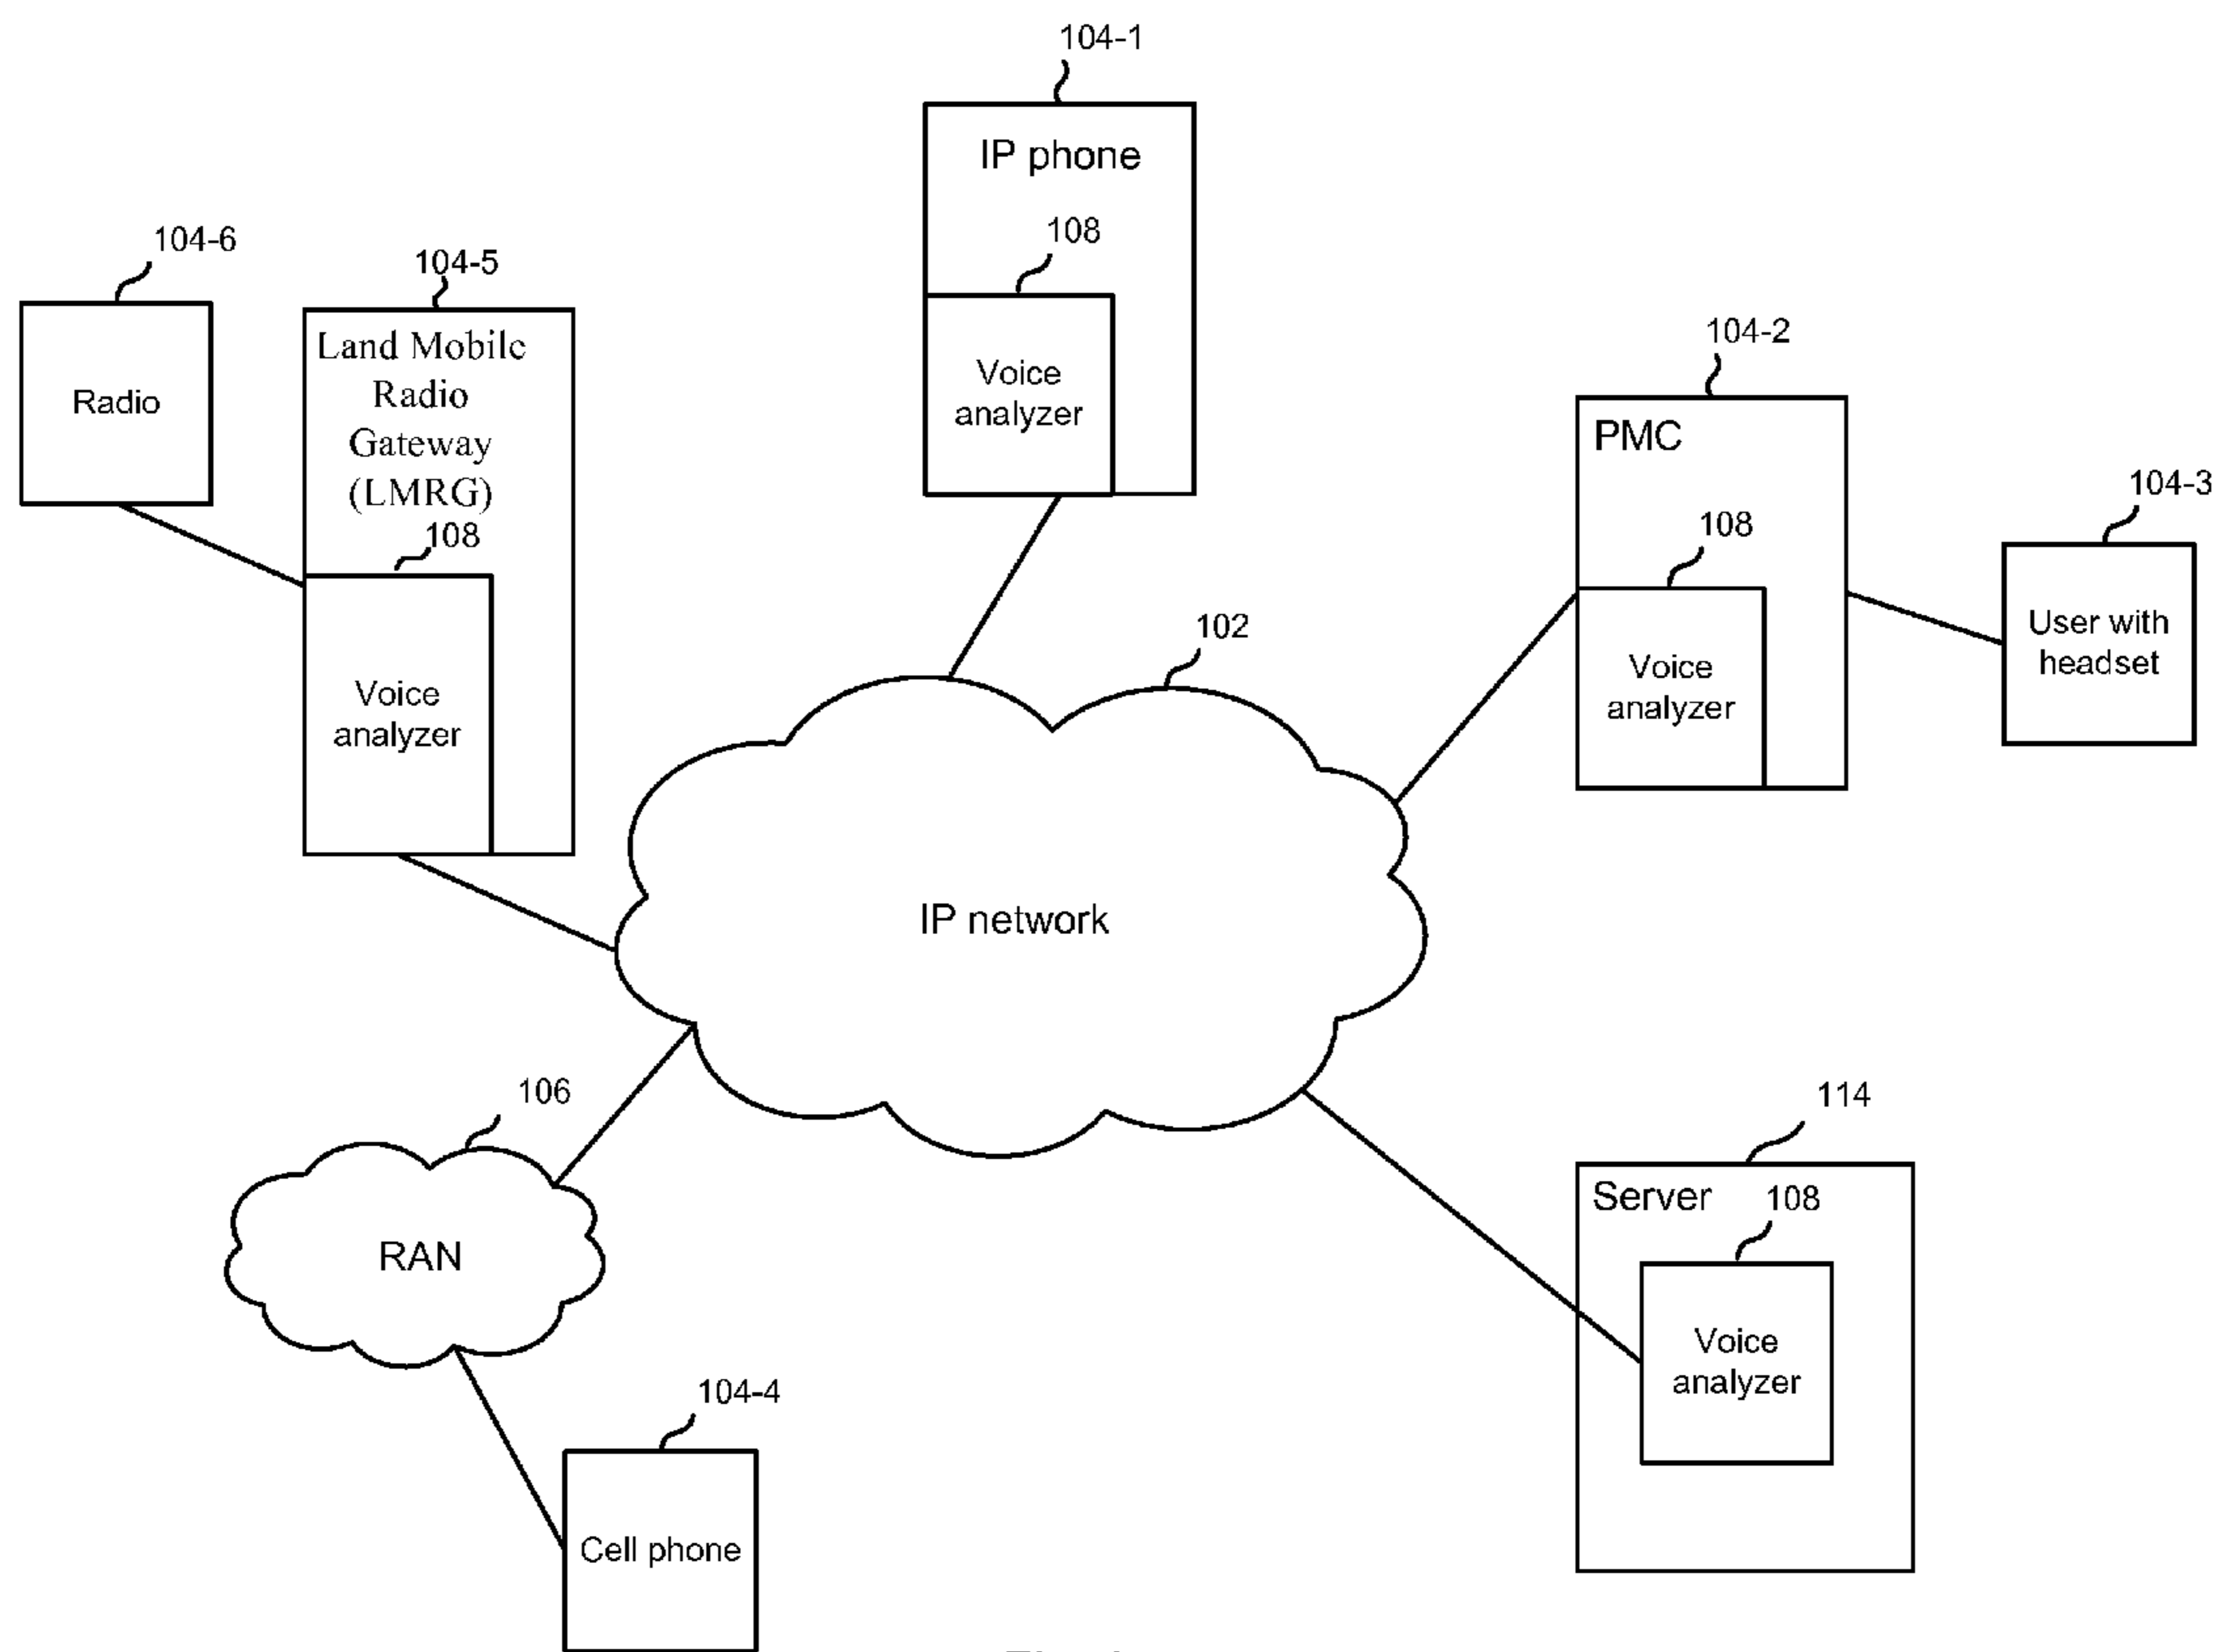 104-1
IP phone
108
Voice
analyzer
104-6
Radio
104-5
Land Mobile
Radio
Gateway
(LMRG)
108
Voice
analyzer
104-2
PMC
108
Voice
analyzer
104-3
User with
headset
102
IP network
106
RAN
104-4
Cell phone
114
Server
108
Voice
analyzer